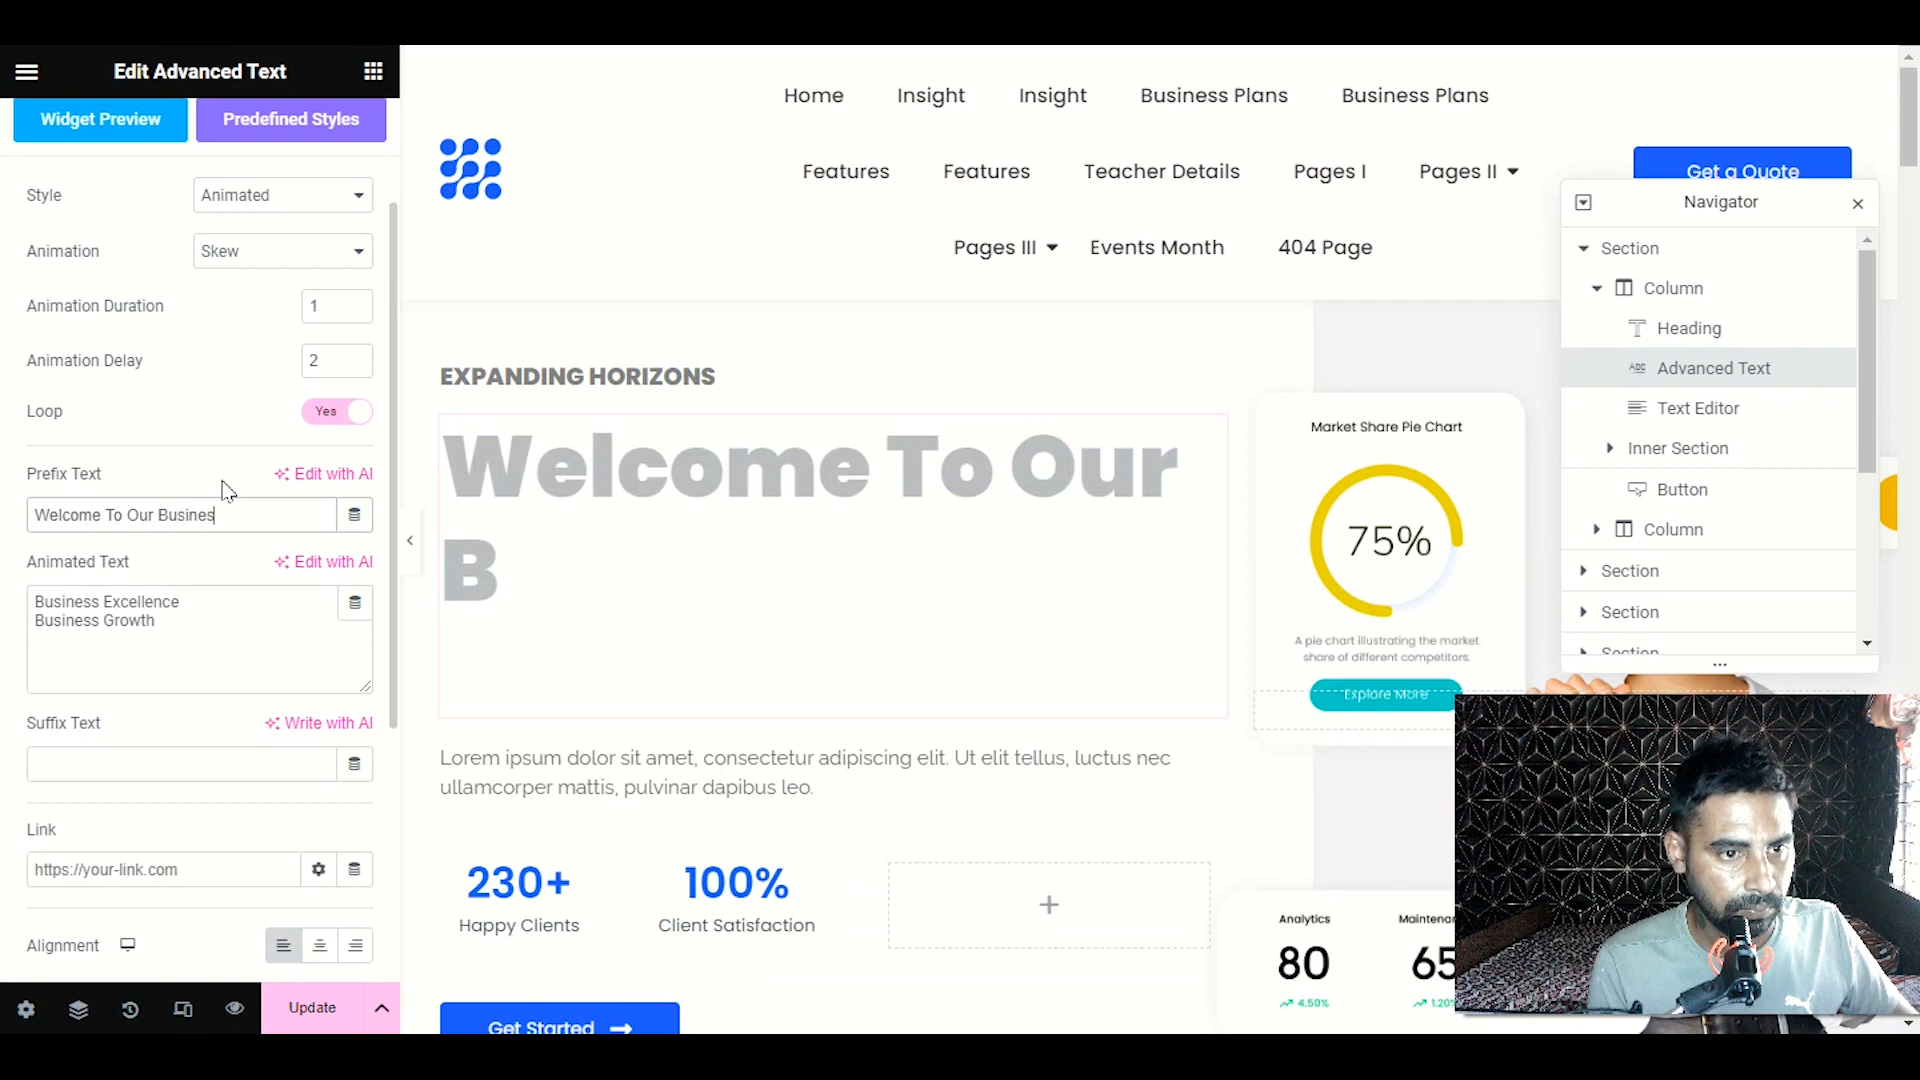 Edit Advanced Text
Widget Preview
Predefined Styles
Style
Animated
Animation
Skew
Animation Duration
1
Animation Delay
2
Loop
Yes
Prefix Text
Edit with AI
Welcome To Our Busines
Animated Text
Edit with AI
Business Excellence
Business Growth
Suffix Text
Write with AI
Link
https://your-link.com
Alignment
Update
Home Insight Insight Business Plans Business Plans
Features Features Teacher Details Pages I Pages II
Pages III Events Month 404 Page
Get a Quote
EXPANDING HORIZONS
Welcome To Our
B
Lorem ipsum dolor sit amet, consectetur adipiscing elit. Ut elit tellus, luctus nec
ullamcorper mattis, pulvinar dapibus leo.
230+
Happy Clients
100%
Client Satisfaction
Get Started
Market Share Pie Chart
75%
A pie chart illustrating the market
share of different competitors.
Explore More
Analytics
80
4.50%
Mainten
65
1.20%
Navigator
Section
Column
Heading
ABC Advanced Text
Text Editor
Inner Section
Button
Column
Section
Section
Section